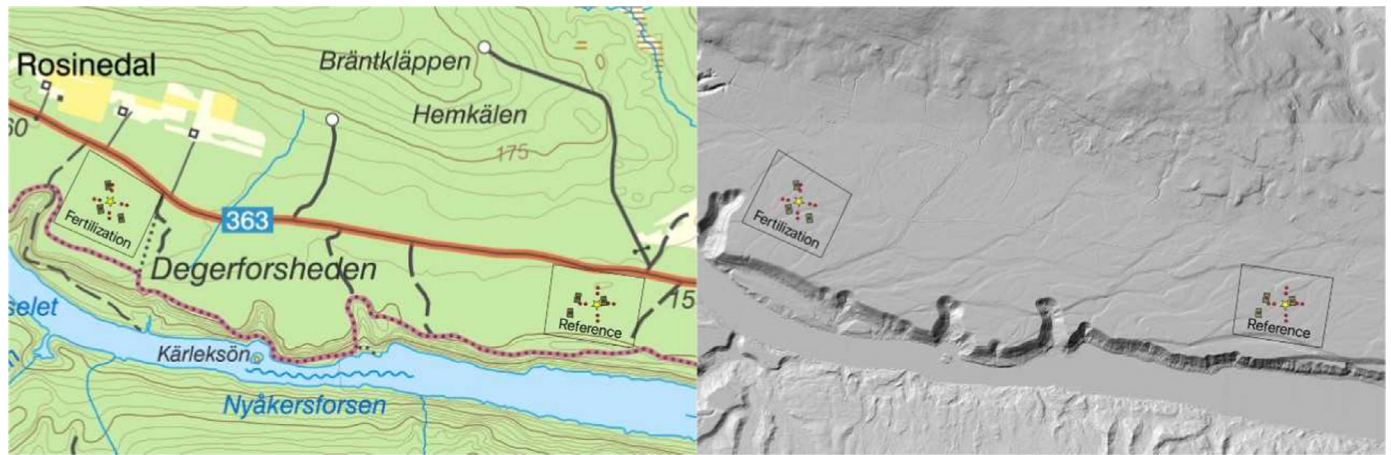 Rosinedal
Bräntkläppen
Hemkälen
60
175
363
Fertilization
Degerforsheden
15
selet
Reference
Kärleksön
Nyåkersforsen
Fertilization
Reference